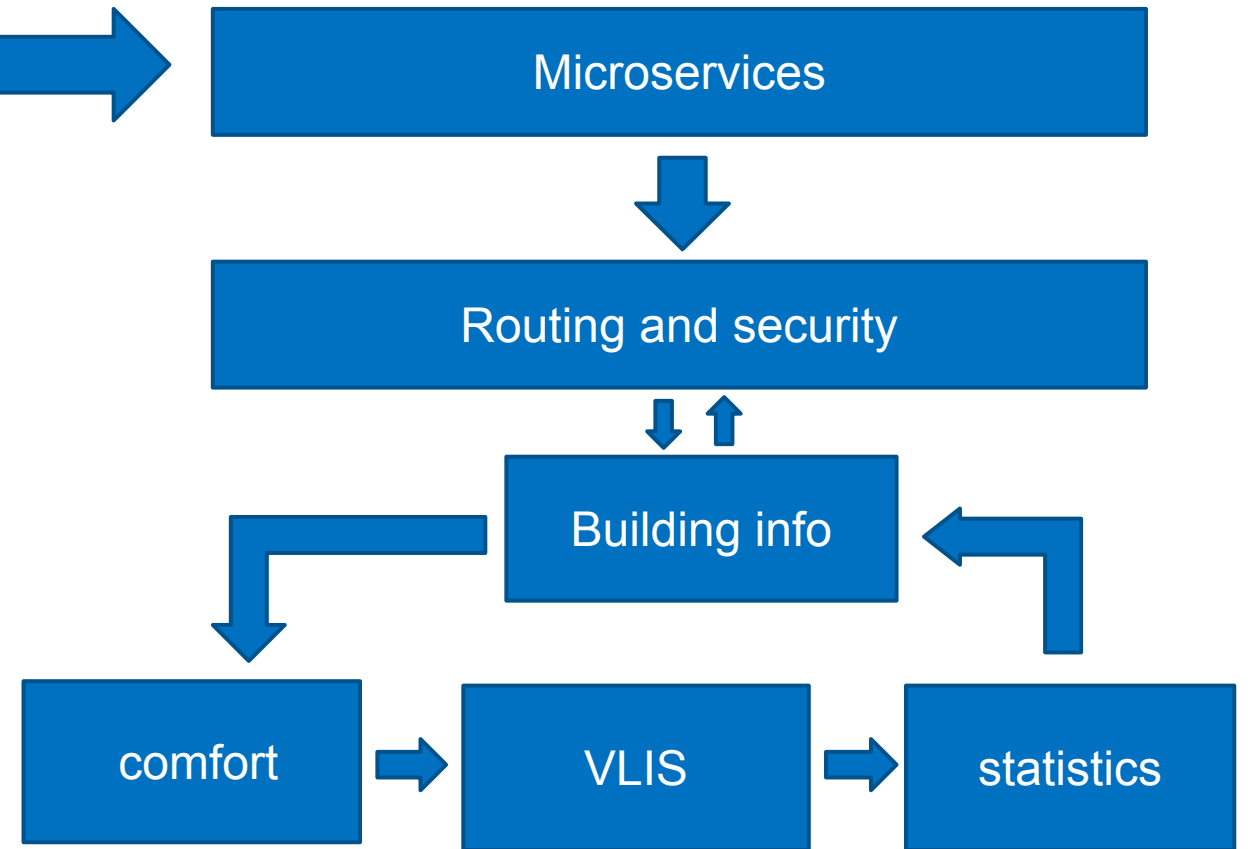 Microservices
Routing and security
Building info
comfort
VLIS
statistics